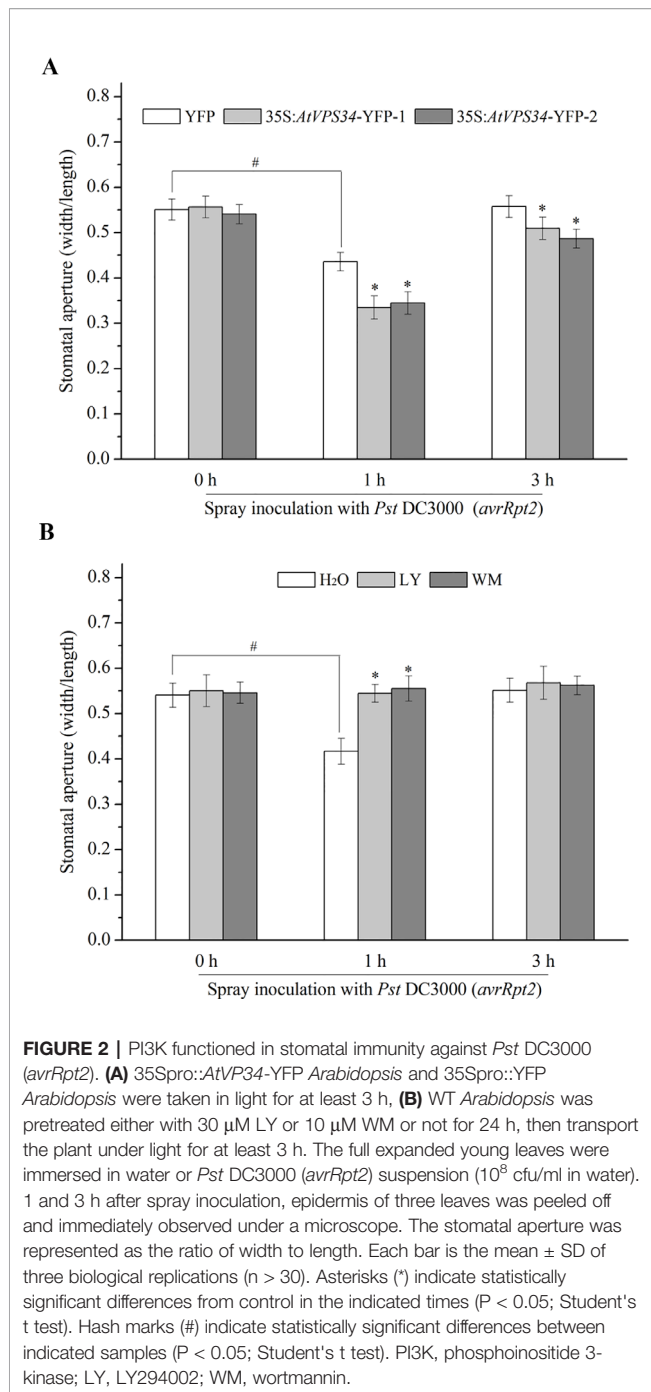 A
0.8
YFP 35S:AtVPS34-YFP-1 35S:AtVPS34-YFP-2
0.7
#
0.6
0.5
* *
* *
0.4
0.3
0.2
0.1
0.0
Stomatal aperture (width/length)
0 h 1 h 3 h
Spray inoculation with Pst DC3000 (avrRpt2)
B
0.8
H₂O LY WM
0.7
#
0.6
* *
0.5
0.4
0.3
0.2
0.1
0.0
Stomatal aperture (width/length)
0 h 1 h 3 h
Spray inoculation with Pst DC3000 (avrRpt2)
FIGURE 2 | PI3K functioned in stomatal immunity against Pst DC3000
(avrRpt2). (A) 35Spro::AtVP34-YFP Arabidopsis and 35Spro::YFP
Arabidopsis were taken in light for at least 3 h, (B) WT Arabidopsis was
pretreated either with 30 μM LY or 10 μM WM or not for 24 h, then transport
the plant under light for at least 3 h. The full expanded young leaves were
immersed in water or Pst DC3000 (avrRpt2) suspension (10⁸ cfu/ml in water).
1 and 3 h after spray inoculation, epidermis of three leaves was peeled off
and immediately observed under a microscope. The stomatal aperture was
represented as the ratio of width to length. Each bar is the mean ± SD of
three biological replications (n > 30). Asterisks (*) indicate statistically
significant differences from control in the indicated times (P < 0.05; Student's
t test). Hash marks (#) indicate statistically significant differences between
indicated samples (P < 0.05; Student's t test). PI3K, phosphoinositide 3-
kinase; LY, LY294002; WM, wortmannin.